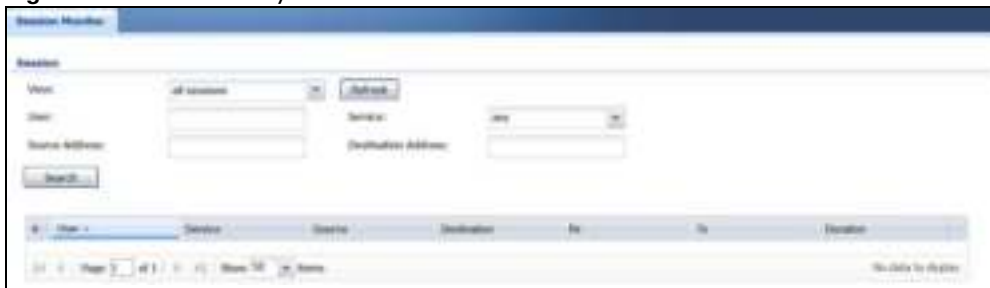 Session Monitor
Session
View: all sessions Refresh
User: Service: any
Source Address: Destination Address:
Search
# User Service Source Destination Rx Tx Duration
Page 1 of 1 Show 50 items No data to display